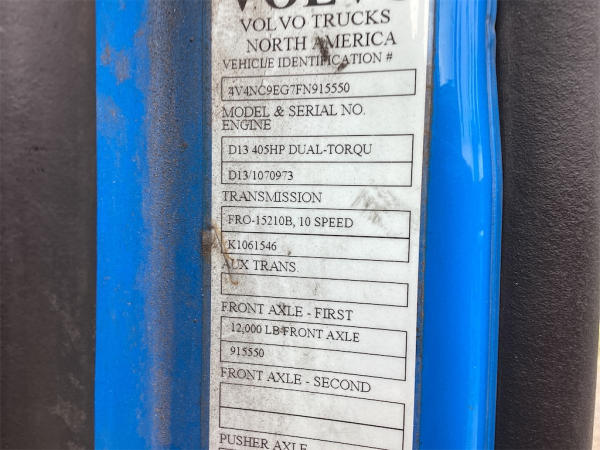 VOLVO
VOLVO TRUCKS
NORTH AMERICA
VEHICLE IDENTIFICATION #
4V4NC9EG7FN915550
MODEL & SERIAL NO.
ENGINE
D13 405HP DUAL-TORQU
D13/1070973
TRANSMISSION
FRO-15210B, 10 SPEED
K1061546
AUX TRANS.
FRONT AXLE - FIRST
12,000 LB FRONT AXLE
915550
FRONT AXLE - SECOND
PUSHER AXLE